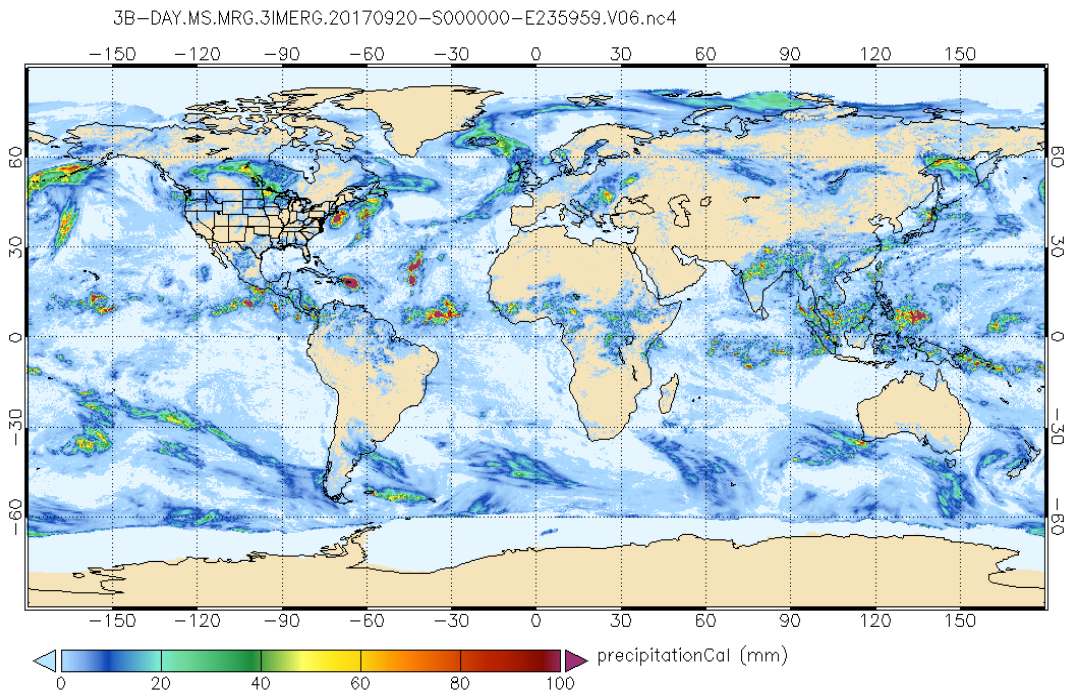 3B-DAY.MS.MRG.3IMERG.20170920-S000000-E235959.V06.nc4
-150 -120 -90 -60 -30 0 30 60 90 120 150
60 60
30 30
0 0
-30 -30
-60 -60
-150 -120 -90 -60 -30 0 30 60 90 120 150
precipitationCal (mm)
0 20 40 60 80 100